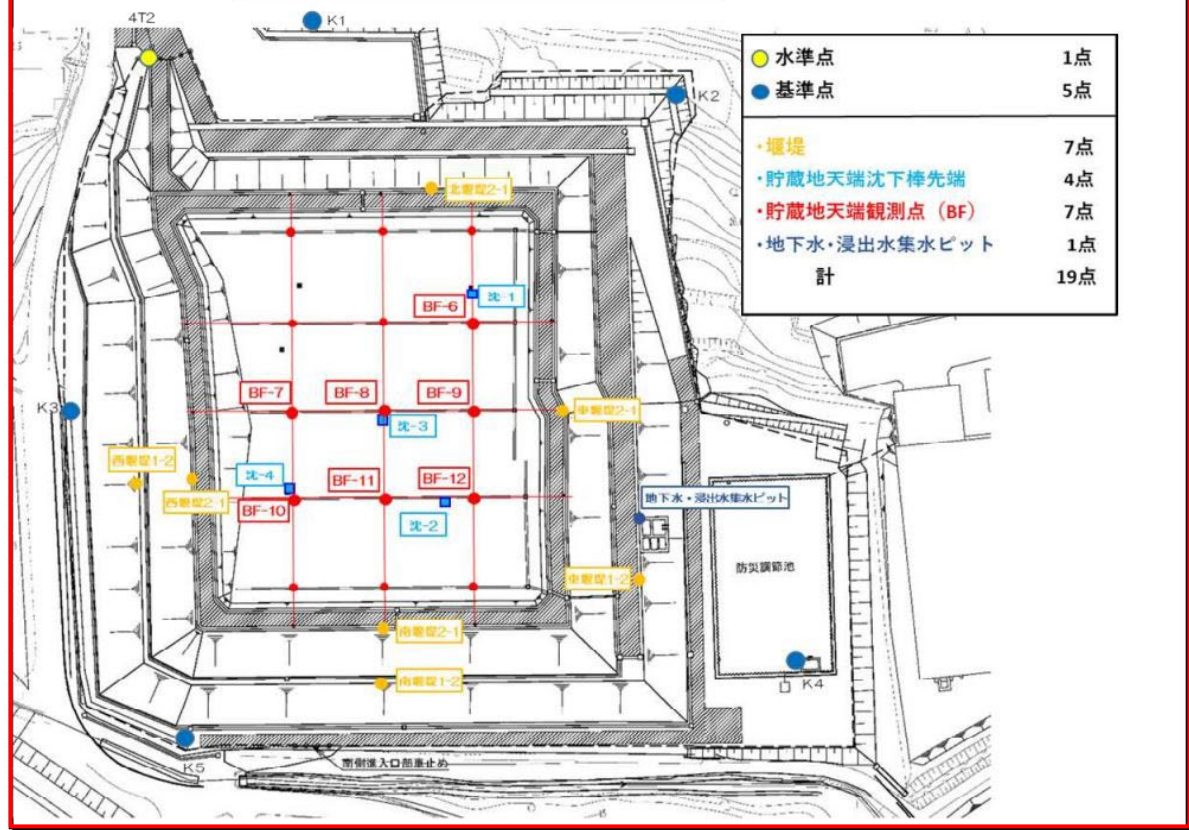 4T2
K1
K2
水準点 1点
基準点 5点
・堰堤 7点
・貯蔵地天端沈下棒先端 4点
・貯蔵地天端観測点（BF） 7点
・地下水・浸出水集水ピット 1点
計 19点
北堰堤2-1
沈-1
BF-6
BF-7
BF-8
BF-9
K3
東堰堤2-1
沈-3
西堰堤1-2
沈-4
BF-11
BF-12
西堰堤2-1
BF-10
沈-2
地下水・浸出水集水ピット
防災調節池
東堰堤1-2
南堰堤2-1
南堰堤1-2
K4
K5
南側進入口部車止め